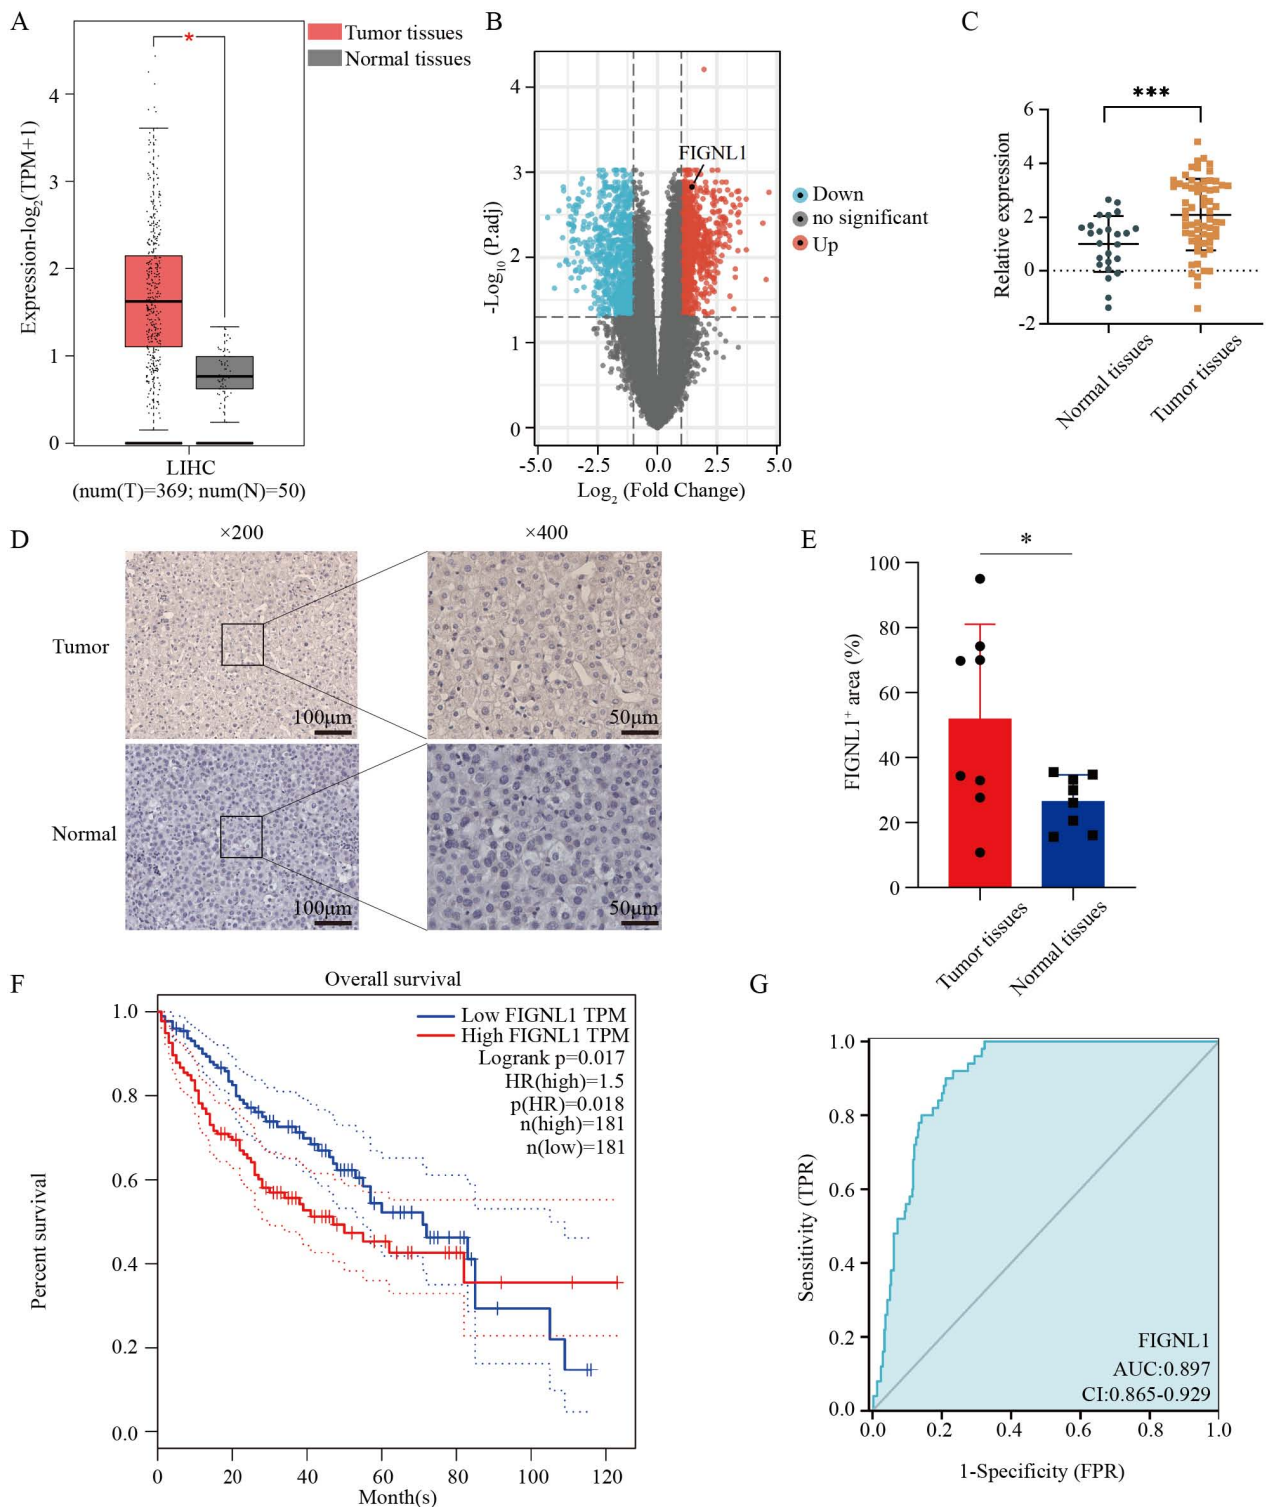 A
*
Tumor tissues
Normal tissues
Expression-log2(TPM+1)
4
3
2
1
0
LIHC
(num(T)=369; num(N)=50)
B
-Log10 (P.adj)
4
3
2
1
0
FIGNL1
-5.0 -2.5 0.0 2.5 5.0
Log2 (Fold Change)
Down
no significant
Up
C
***
Relative expression
6
4
2
0
-2
Normal tissues
Tumor tissues
D
×200 ×400
Tumor
100μm
50μm
Normal
100μm
50μm
E
*
FIGNL1+ area (%)
100
80
60
40
20
0
Tumor tissues
Normal tissues
F
Overall survival
Low FIGNL1 TPM
High FIGNL1 TPM
Logrank p=0.017
HR(high)=1.5
p(HR)=0.018
n(high)=181
n(low)=181
Percent survival
1.0
0.8
0.6
0.4
0.2
0.0
0 20 40 60 80 100 120
Month(s)
G
Sensitivity (TPR)
1.0
0.8
0.6
0.4
0.2
0.0
FIGNL1
AUC:0.897
CI:0.865-0.929
0.0 0.2 0.4 0.6 0.8 1.0
1-Specificity (FPR)